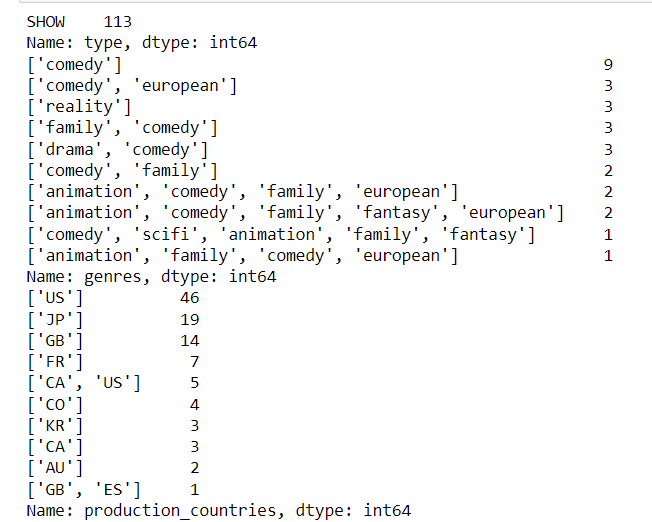 SHOW    113
Name: type, dtype: int64
['comedy']                                                 9
['comedy', 'european']                                     3
['reality']                                                3
['family', 'comedy']                                       3
['drama', 'comedy']                                        3
['comedy', 'family']                                       2
['animation', 'comedy', 'family', 'european']              2
['animation', 'comedy', 'family', 'fantasy', 'european']    2
['comedy', 'scifi', 'animation', 'family', 'fantasy']      1
['animation', 'family', 'comedy', 'european']              1
Name: genres, dtype: int64
['US']          46
['JP']          19
['GB']          14
['FR']           7
['CA', 'US']     5
['CO']           4
['KR']           3
['CA']           3
['AU']           2
['GB', 'ES']     1
Name: production_countries, dtype: int64